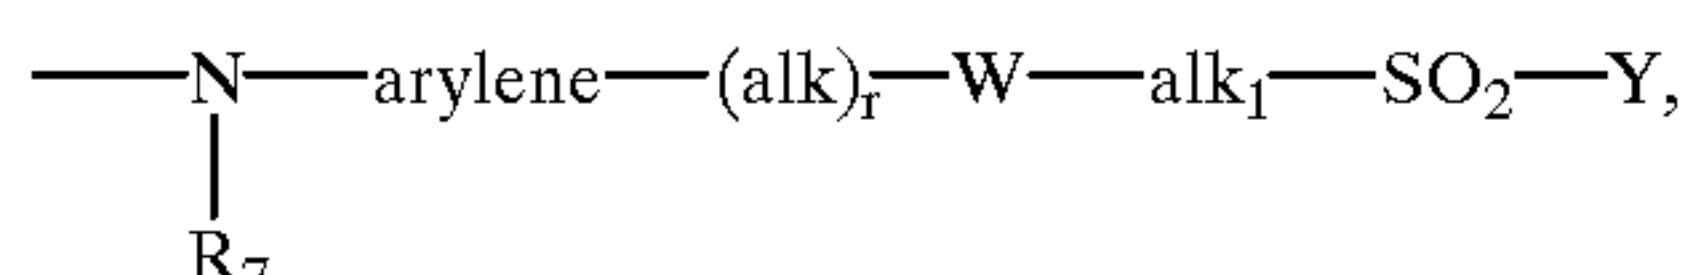 —N—arylene—(alk)r—W—alk1—SO2—Y,
R7